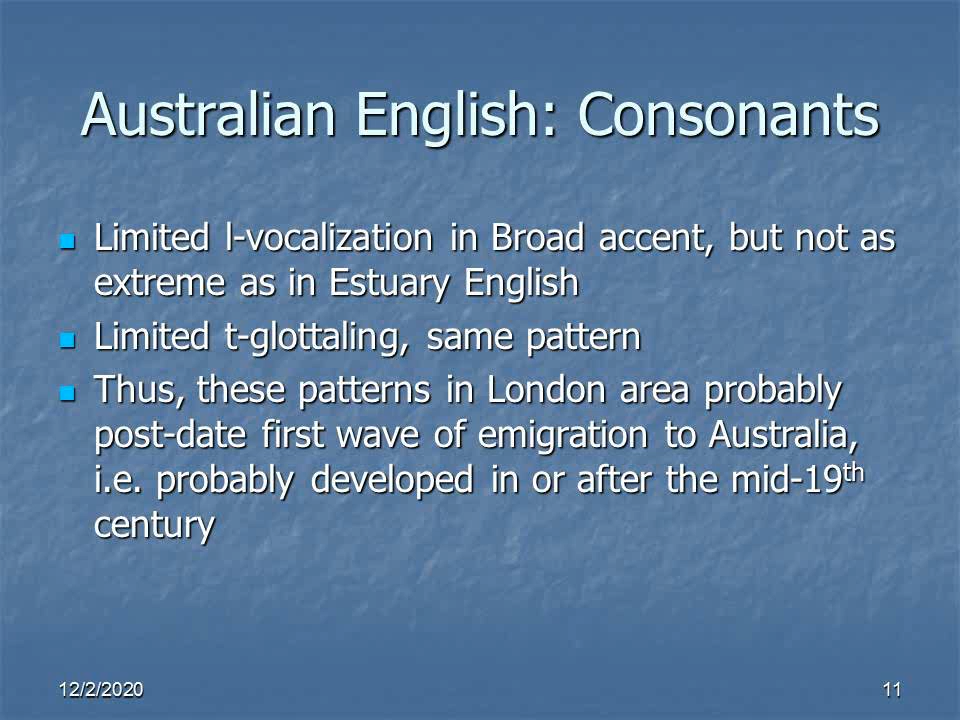 Australian English: Consonants
Limited l-vocalization in Broad accent, but not as
extreme as in Estuary English
Limited t-glottaling, same pattern
Thus, these patterns in London area probably
post-date first wave of emigration to Australia,
i.e. probably developed in or after the mid-19th
century
12/2/2020
11